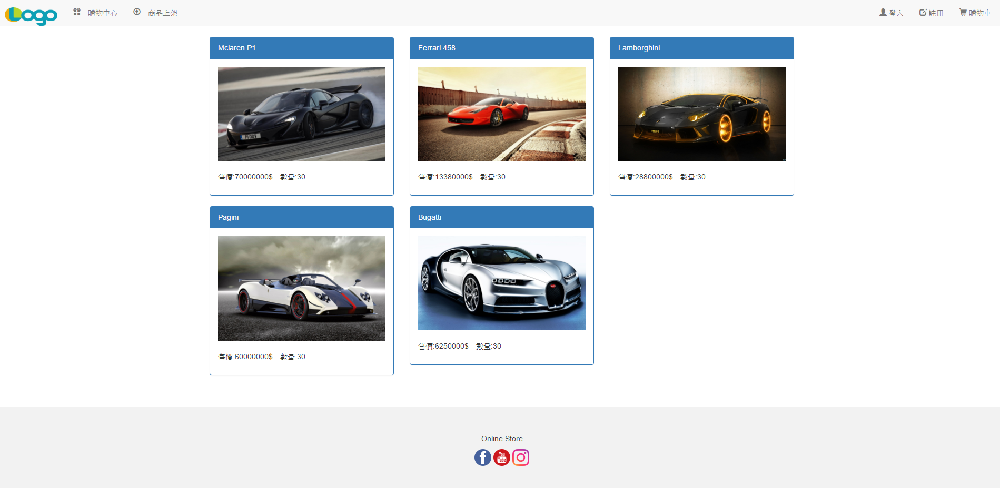 Logo 購物中心 商品上架 登入 註冊 購物車
Mclaren P1
P1 OOV
售價:70000000$ 數量:30
Ferrari 458
售價:13380000$ 數量:30
Lamborghini
售價:28800000$ 數量:30
Pagini
售價:60000000$ 數量:30
Bugatti
售價:6250000$ 數量:30
Online Store
You
Tube